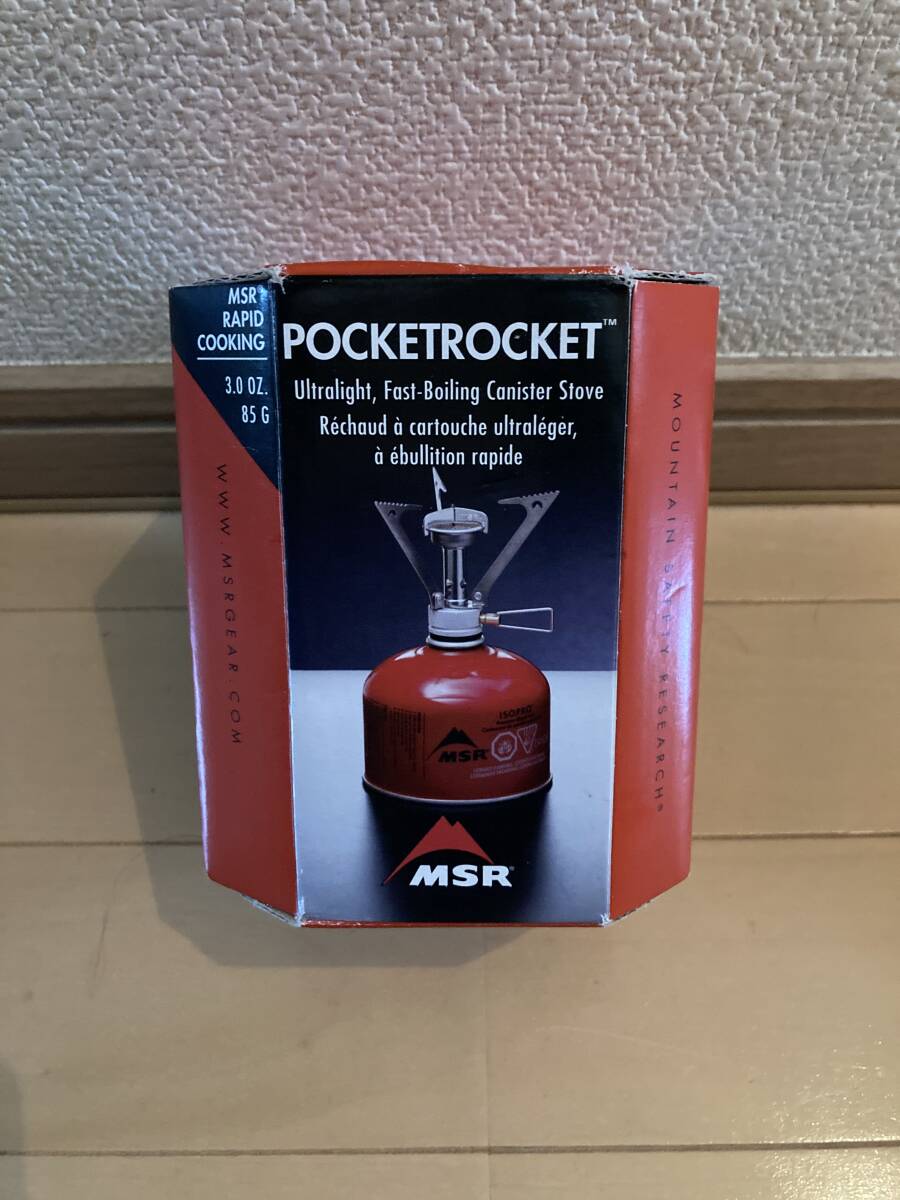 MSR
RAPID
COOKING
3.0 OZ.
85 G
WWW.MSRGEAR.COM
POCKETROCKET™
Ultralight, Fast-Boiling Canister Stove
Réchaud à cartouche ultraléger,
à ébullition rapide
ISOPRO
MSR
MSR
MOUNTAIN SAFETY RESEARCH®